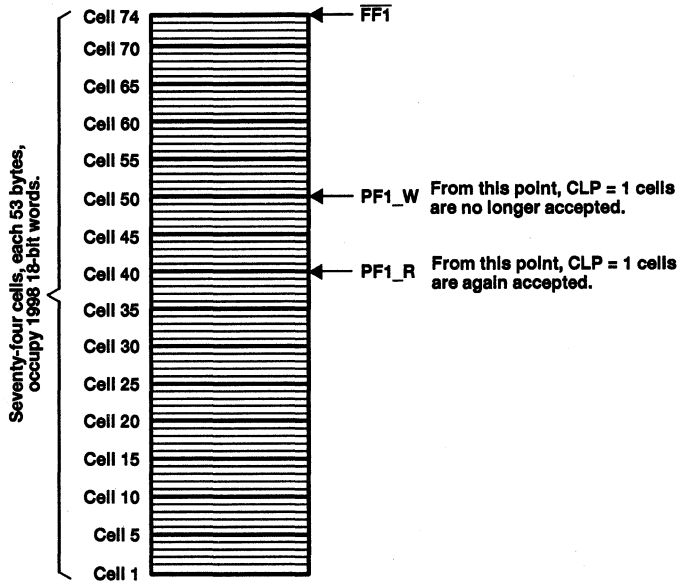 Cell 74
F̅F̅1̅
Cell 70
Cell 65
Cell 60
Cell 55
Cell 50
PF1_W From this point, CLP = 1 cells
are no longer accepted.
Cell 45
Cell 40
PF1_R From this point, CLP = 1 cells
are again accepted.
Cell 35
Cell 30
Cell 25
Cell 20
Cell 15
Cell 10
Cell 5
Cell 1
Seventy-four cells, each 53 bytes,
occupy 1998 18-bit words.